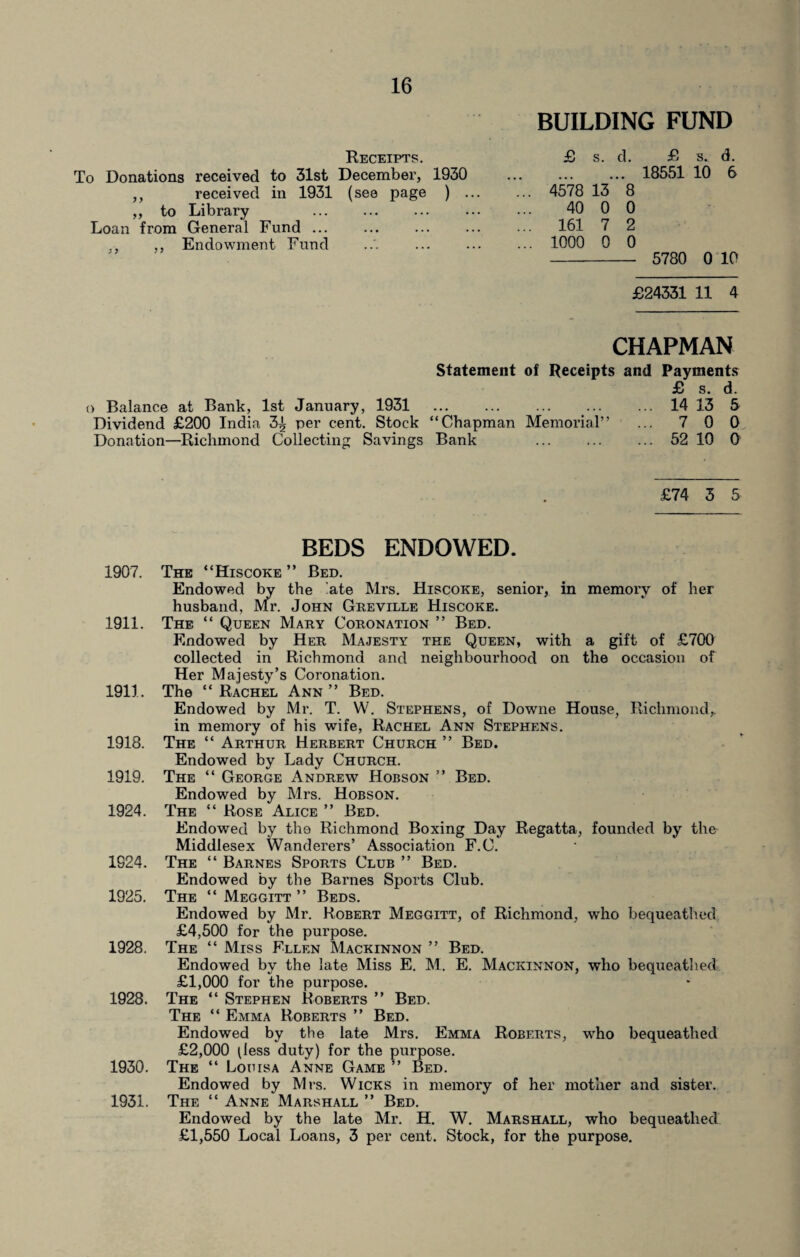 16
BUILDING FUND
Receipts. £ s. d. £ s. d.
To Donations received to 31st December, 1930 ... ... ... 18551 10 6
,, received in 1931 (see page ) ... ... 4578 13 8
,, to Library ... ... ... ... ... 40 0 0
Loan from General Fund ... ... ... ... ... 161 7 2
,, ,, Endowment Fund ... ... ... ... 1000 0 0
5780 0 10
£24331 11 4
CHAPMAN
Statement of Receipts and Payments
£ s. d.
o Balance at Bank, 1st January, 1931 ... ... ... ... ... 14 13 5
Dividend £200 India 3½ per cent. Stock “Chapman Memorial” ... 7 0 0
Donation—Richmond Collecting Savings Bank ... ... ... 52 10 0
£74 3 5
BEDS ENDOWED.
1907. The “Hiscoke” Bed.
Endowed by the late Mrs. Hiscoke, senior, in memory of her
husband, Mr. John Greville Hiscoke.
1911. The “ Queen Mary Coronation ” Bed.
Endowed by Her Majesty the Queen, with a gift of £700
collected in Richmond and neighbourhood on the occasion of
Her Majesty’s Coronation.
1911. The “ Rachel Ann ” Bed.
Endowed by Mr. T. W. Stephens, of Downe House, Richmond,
in memory of his wife, Rachel Ann Stephens.
1918. The “ Arthur Herbert Church ” Bed.
Endowed by Lady Church.
1919. The “ George Andrew Hobson ” Bed.
Endowed by Mrs. Hobson.
1924. The “ Rose Alice ” Bed.
Endowed by the Richmond Boxing Day Regatta, founded by the
Middlesex Wanderers’ Association F.C.
1924. The “ Barnes Sports Club ” Bed.
Endowed by the Barnes Sports Club.
1925. The “ Meggitt ” Beds.
Endowed by Mr. Robert Meggitt, of Richmond, who bequeathed
£4,500 for the purpose.
1928. The “ Miss Ellen Mackinnon ” Bed.
Endowed by the late Miss E. M. E. Mackinnon, who bequeathed
£1,000 for the purpose.
1928. The “ Stephen Roberts ” Bed.
The “ Emma Roberts ” Bed.
Endowed by the late Mrs. Emma Roberts, who bequeathed
£2,000 (less duty) for the purpose.
1930. The “ Louisa Anne Game ” Bed.
Endowed by Mrs. Wicks in memory of her mother and sister.
1931. The “ Anne Marshall ” Bed.
Endowed by the late Mr. H. W. Marshall, who bequeathed
£1,550 Local Loans, 3 per cent. Stock, for the purpose.